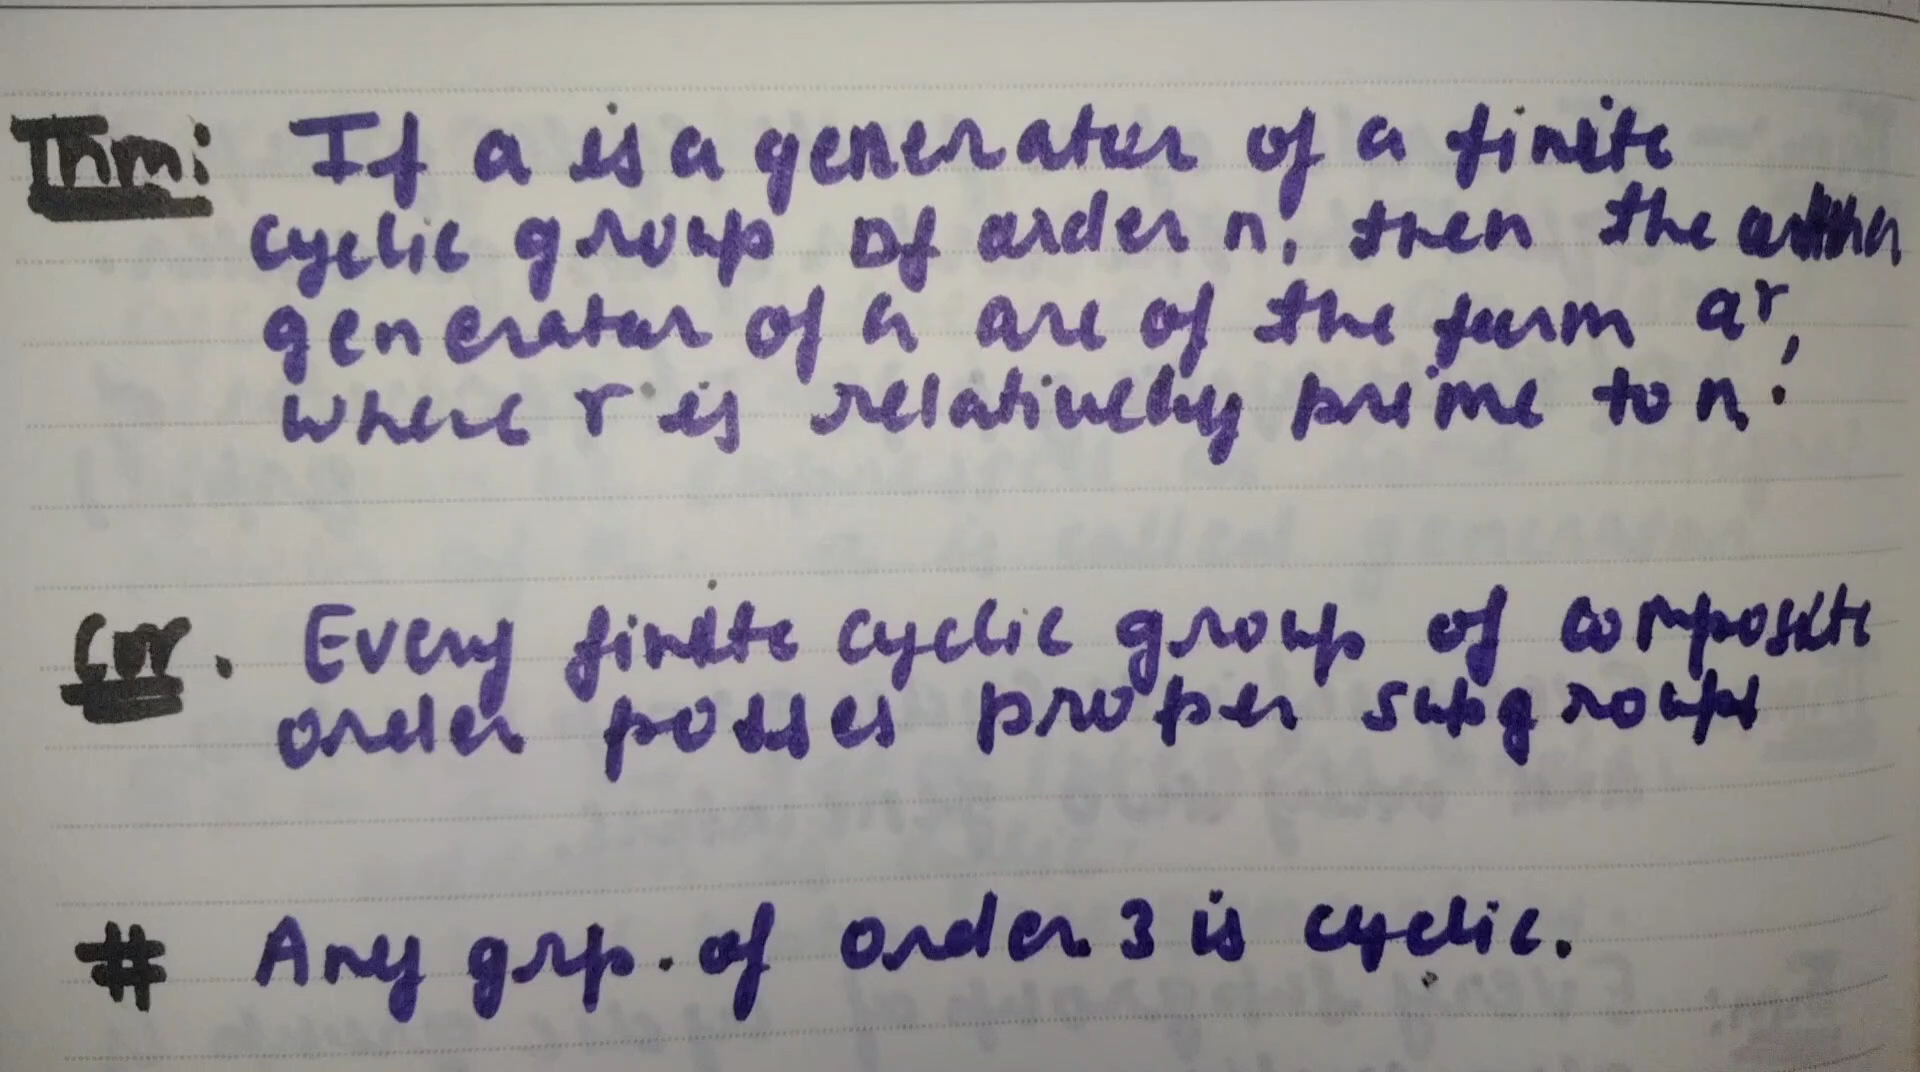 Thm: If a is a generator of a finite
cyclic group of order n, then the other
generator of a are of the form aʳ,
where r is relatively prime to n.
Cor. Every finite cyclic group of composite
order posses proper subgroups
# Any grp. of order 3 is cyclic.